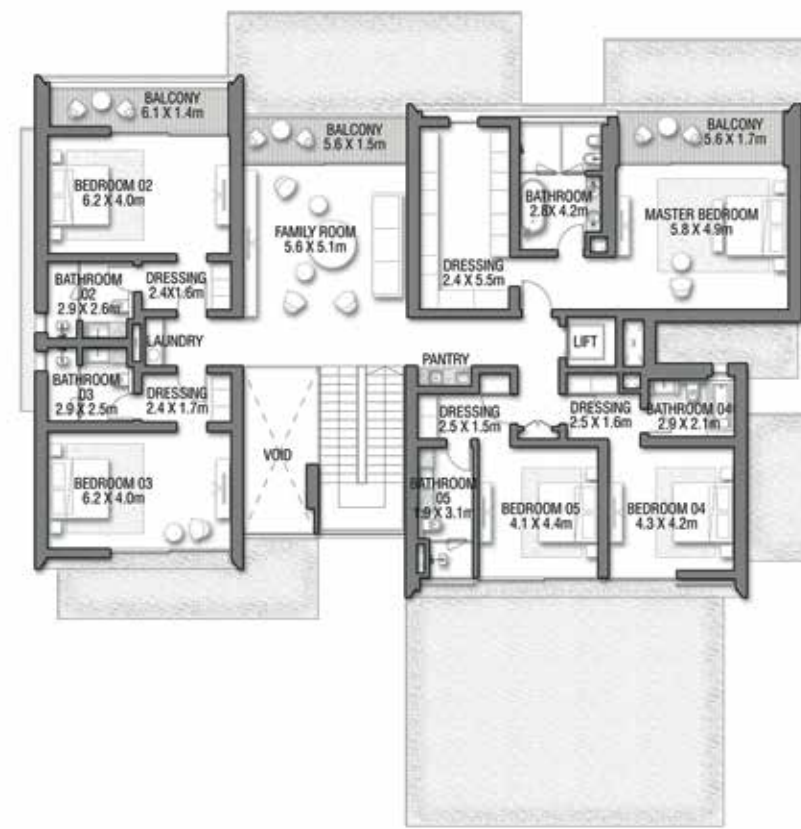 BALCONY
6.1 X 1.4m
BALCONY
5.6 X 1.5m
BALCONY
5.6 X 1.7m
BEDROOM 02
6.2 X 4.0m
FAMILY ROOM
5.6 X 5.1m
BATHROOM
2.8X 4.2m
MASTER BEDROOM
5.8 X 4.9m
BATHROOM
02
2.9 X 2.6m
DRESSING
2.4X1.6m
DRESSING
2.4 X 5.5m
LAUNDRY
LIFT
PANTRY
BATHROOM
03
2.9 X 2.5m
DRESSING
2.4 X 1.7m
DRESSING
2.5 X 1.5m
DRESSING
2.5 X 1.6m
BATHROOM 04
2.9 X 2.1m
VOID
BEDROOM 03
6.2 X 4.0m
BATHROOM
05
1.9 X 3.1m
BEDROOM 05
4.1 X 4.4m
BEDROOM 04
4.3 X 4.2m